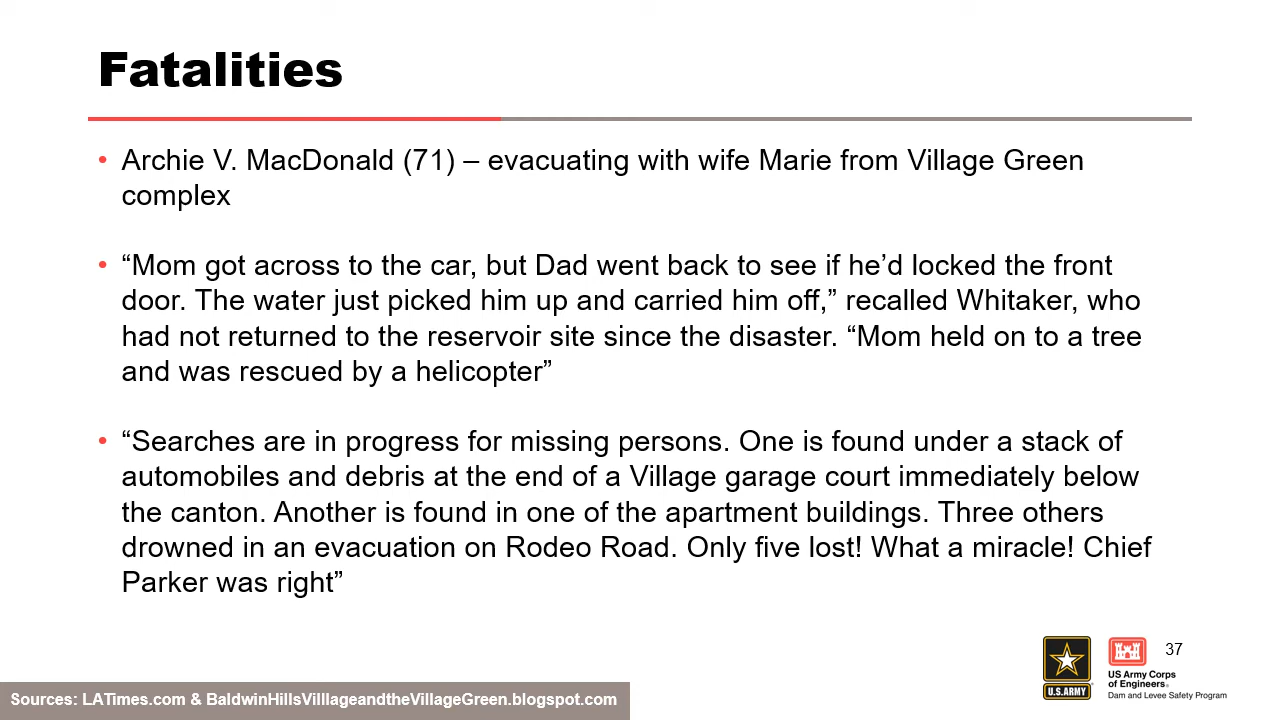 Fatalities
• Archie V. MacDonald (71) – evacuating with wife Marie from Village Green
complex
• “Mom got across to the car, but Dad went back to see if he’d locked the front
door. The water just picked him up and carried him off,” recalled Whitaker, who
had not returned to the reservoir site since the disaster. “Mom held on to a tree
and was rescued by a helicopter”
• “Searches are in progress for missing persons. One is found under a stack of
automobiles and debris at the end of a Village garage court immediately below
the canton. Another is found in one of the apartment buildings. Three others
drowned in an evacuation on Rodeo Road. Only five lost! What a miracle! Chief
Parker was right”
37
U.S.ARMY
US Army Corps
of Engineers®
Dam and Levee Safety Program
Sources: LATimes.com & BaldwinHillsVilllageandtheVillageGreen.blogspot.com